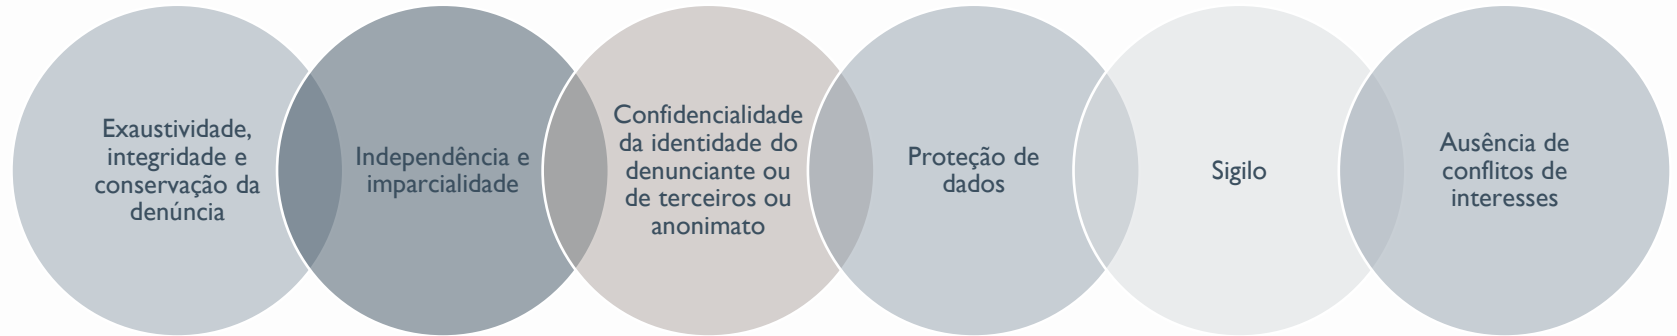 Exaustividade,
integridade e
conservação da
denúncia
Independência e
imparcialidade
Confidencialidade
da identidade do
denunciante ou
de terceiros ou
anonimato
Proteção de
dados
Sigilo
Ausência de
conflitos de
interesses